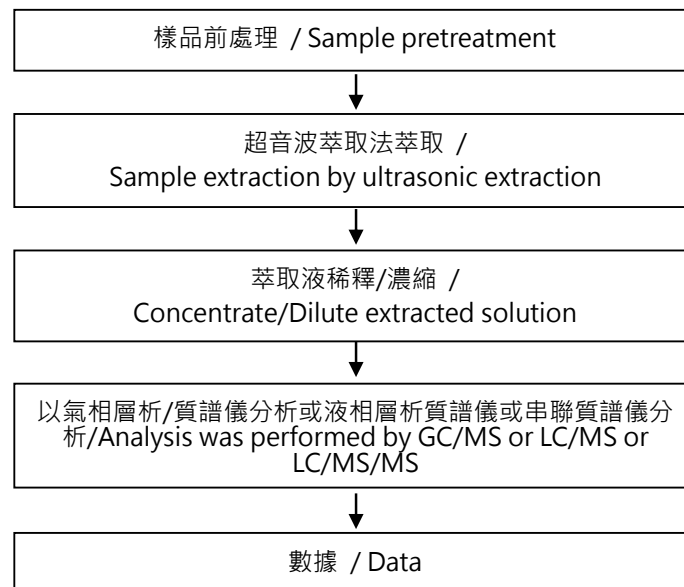 樣品前處理 / Sample pretreatment
超音波萃取法萃取 /
Sample extraction by ultrasonic extraction
萃取液稀釋/濃縮 /
Concentrate/Dilute extracted solution
以氣相層析/質譜儀分析或液相層析質譜儀或串聯質譜儀分
析/Analysis was performed by GC/MS or LC/MS or
LC/MS/MS
數據 / Data